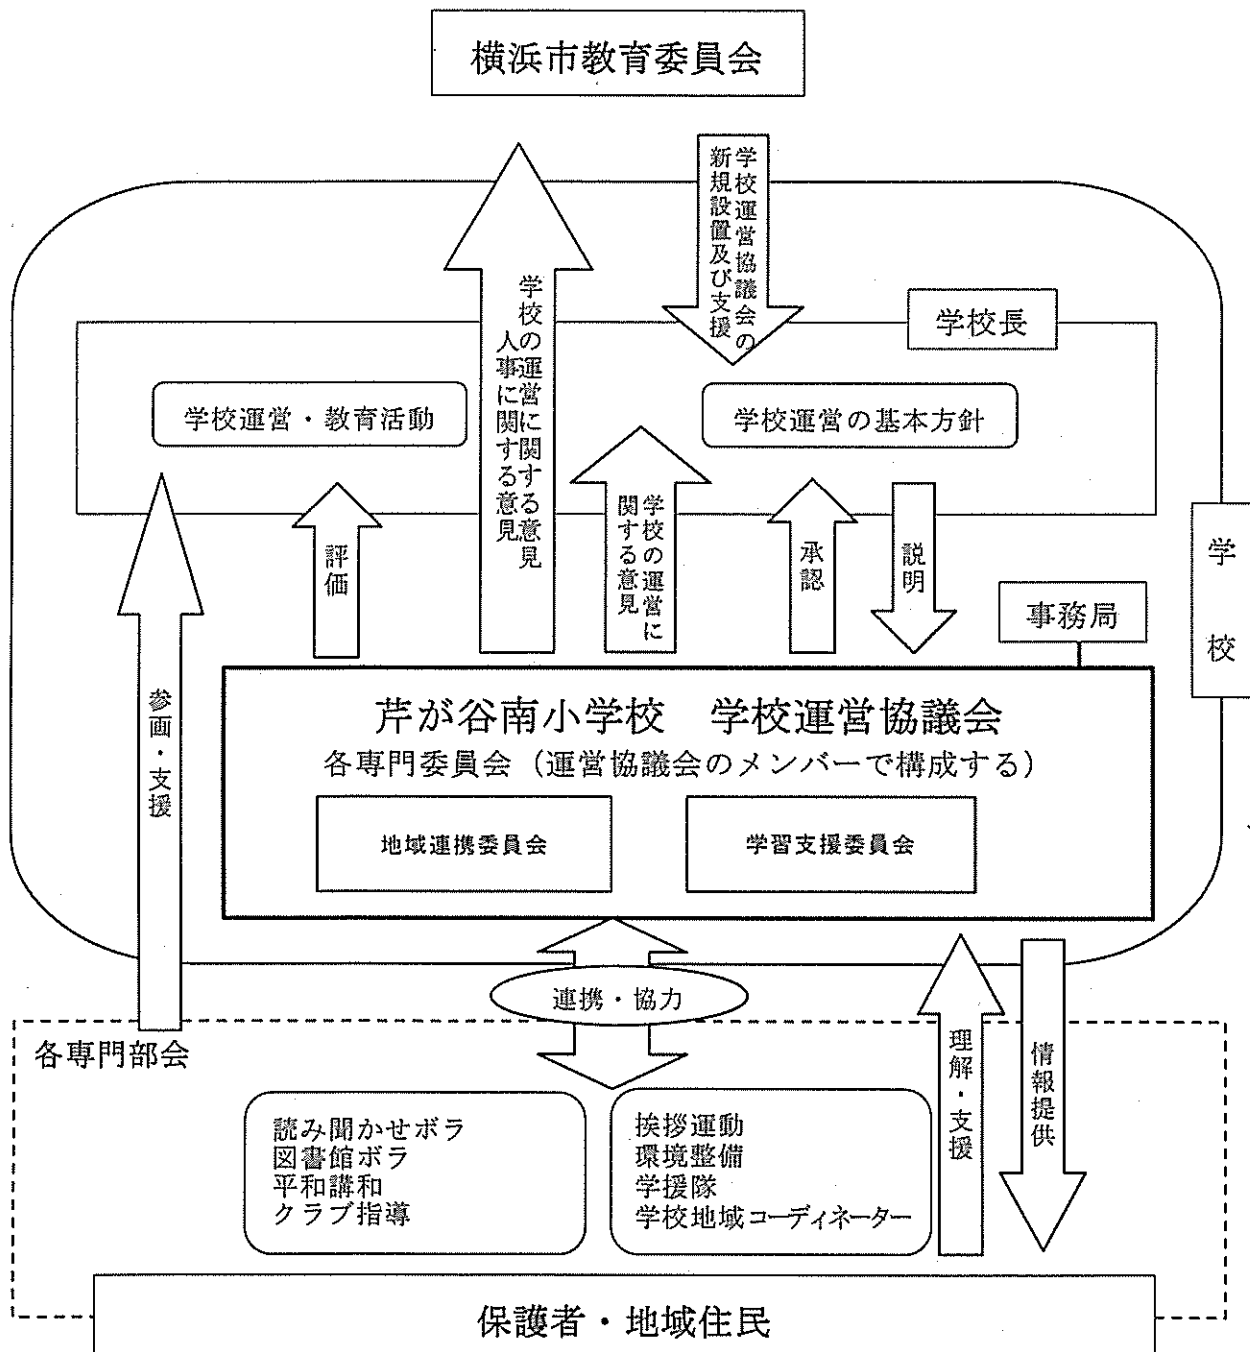 横浜市教育委員会
学校運営協議会の
新規設置及び支援
学校の運営に関する意見
人事に関する意見
学校長
学校運営・教育活動
学校運営の基本方針
評価
学校の運営に
関する意見
承認
説明
学校
事務局
参画・支援
芹が谷南小学校 学校運営協議会
各専門委員会（運営協議会のメンバーで構成する）
地域連携委員会
学習支援委員会
連携・協力
理解・支援
情報提供
各専門部会
読み聞かせボラ
図書館ボラ
平和講和
クラブ指導
挨拶運動
環境整備
学援隊
学校地域コーディネーター
保護者・地域住民